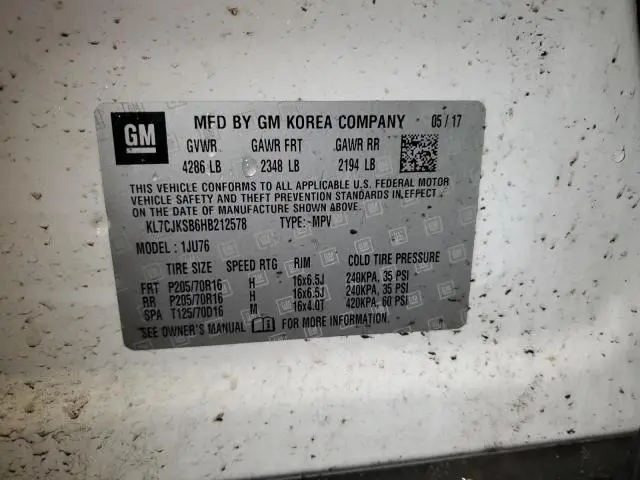 GM MFD BY GM KOREA COMPANY 05 / 17
GVWR GAWR FRT GAWR RR
4286 LB 2348 LB 2194 LB
THIS VEHICLE CONFORMS TO ALL APPLICABLE U.S. FEDERAL MOTOR
VEHICLE SAFETY AND THEFT PREVENTION STANDARDS IN EFFECT
ON THE DATE OF MANUFACTURE SHOWN ABOVE.
KL7CJKSB6HB212578 TYPE: MPV
MODEL : 1JU76
TIRE SIZE SPEED RTG RIM COLD TIRE PRESSURE
FRT P205/70R16 H 16x6.5J 240KPA, 35 PSI
RR P205/70R16 H 16x6.5J 240KPA, 35 PSI
SPA T125/70D16 M 16x4.0T 420KPA, 60 PSI
SEE OWNER'S MANUAL FOR MORE INFORMATION.